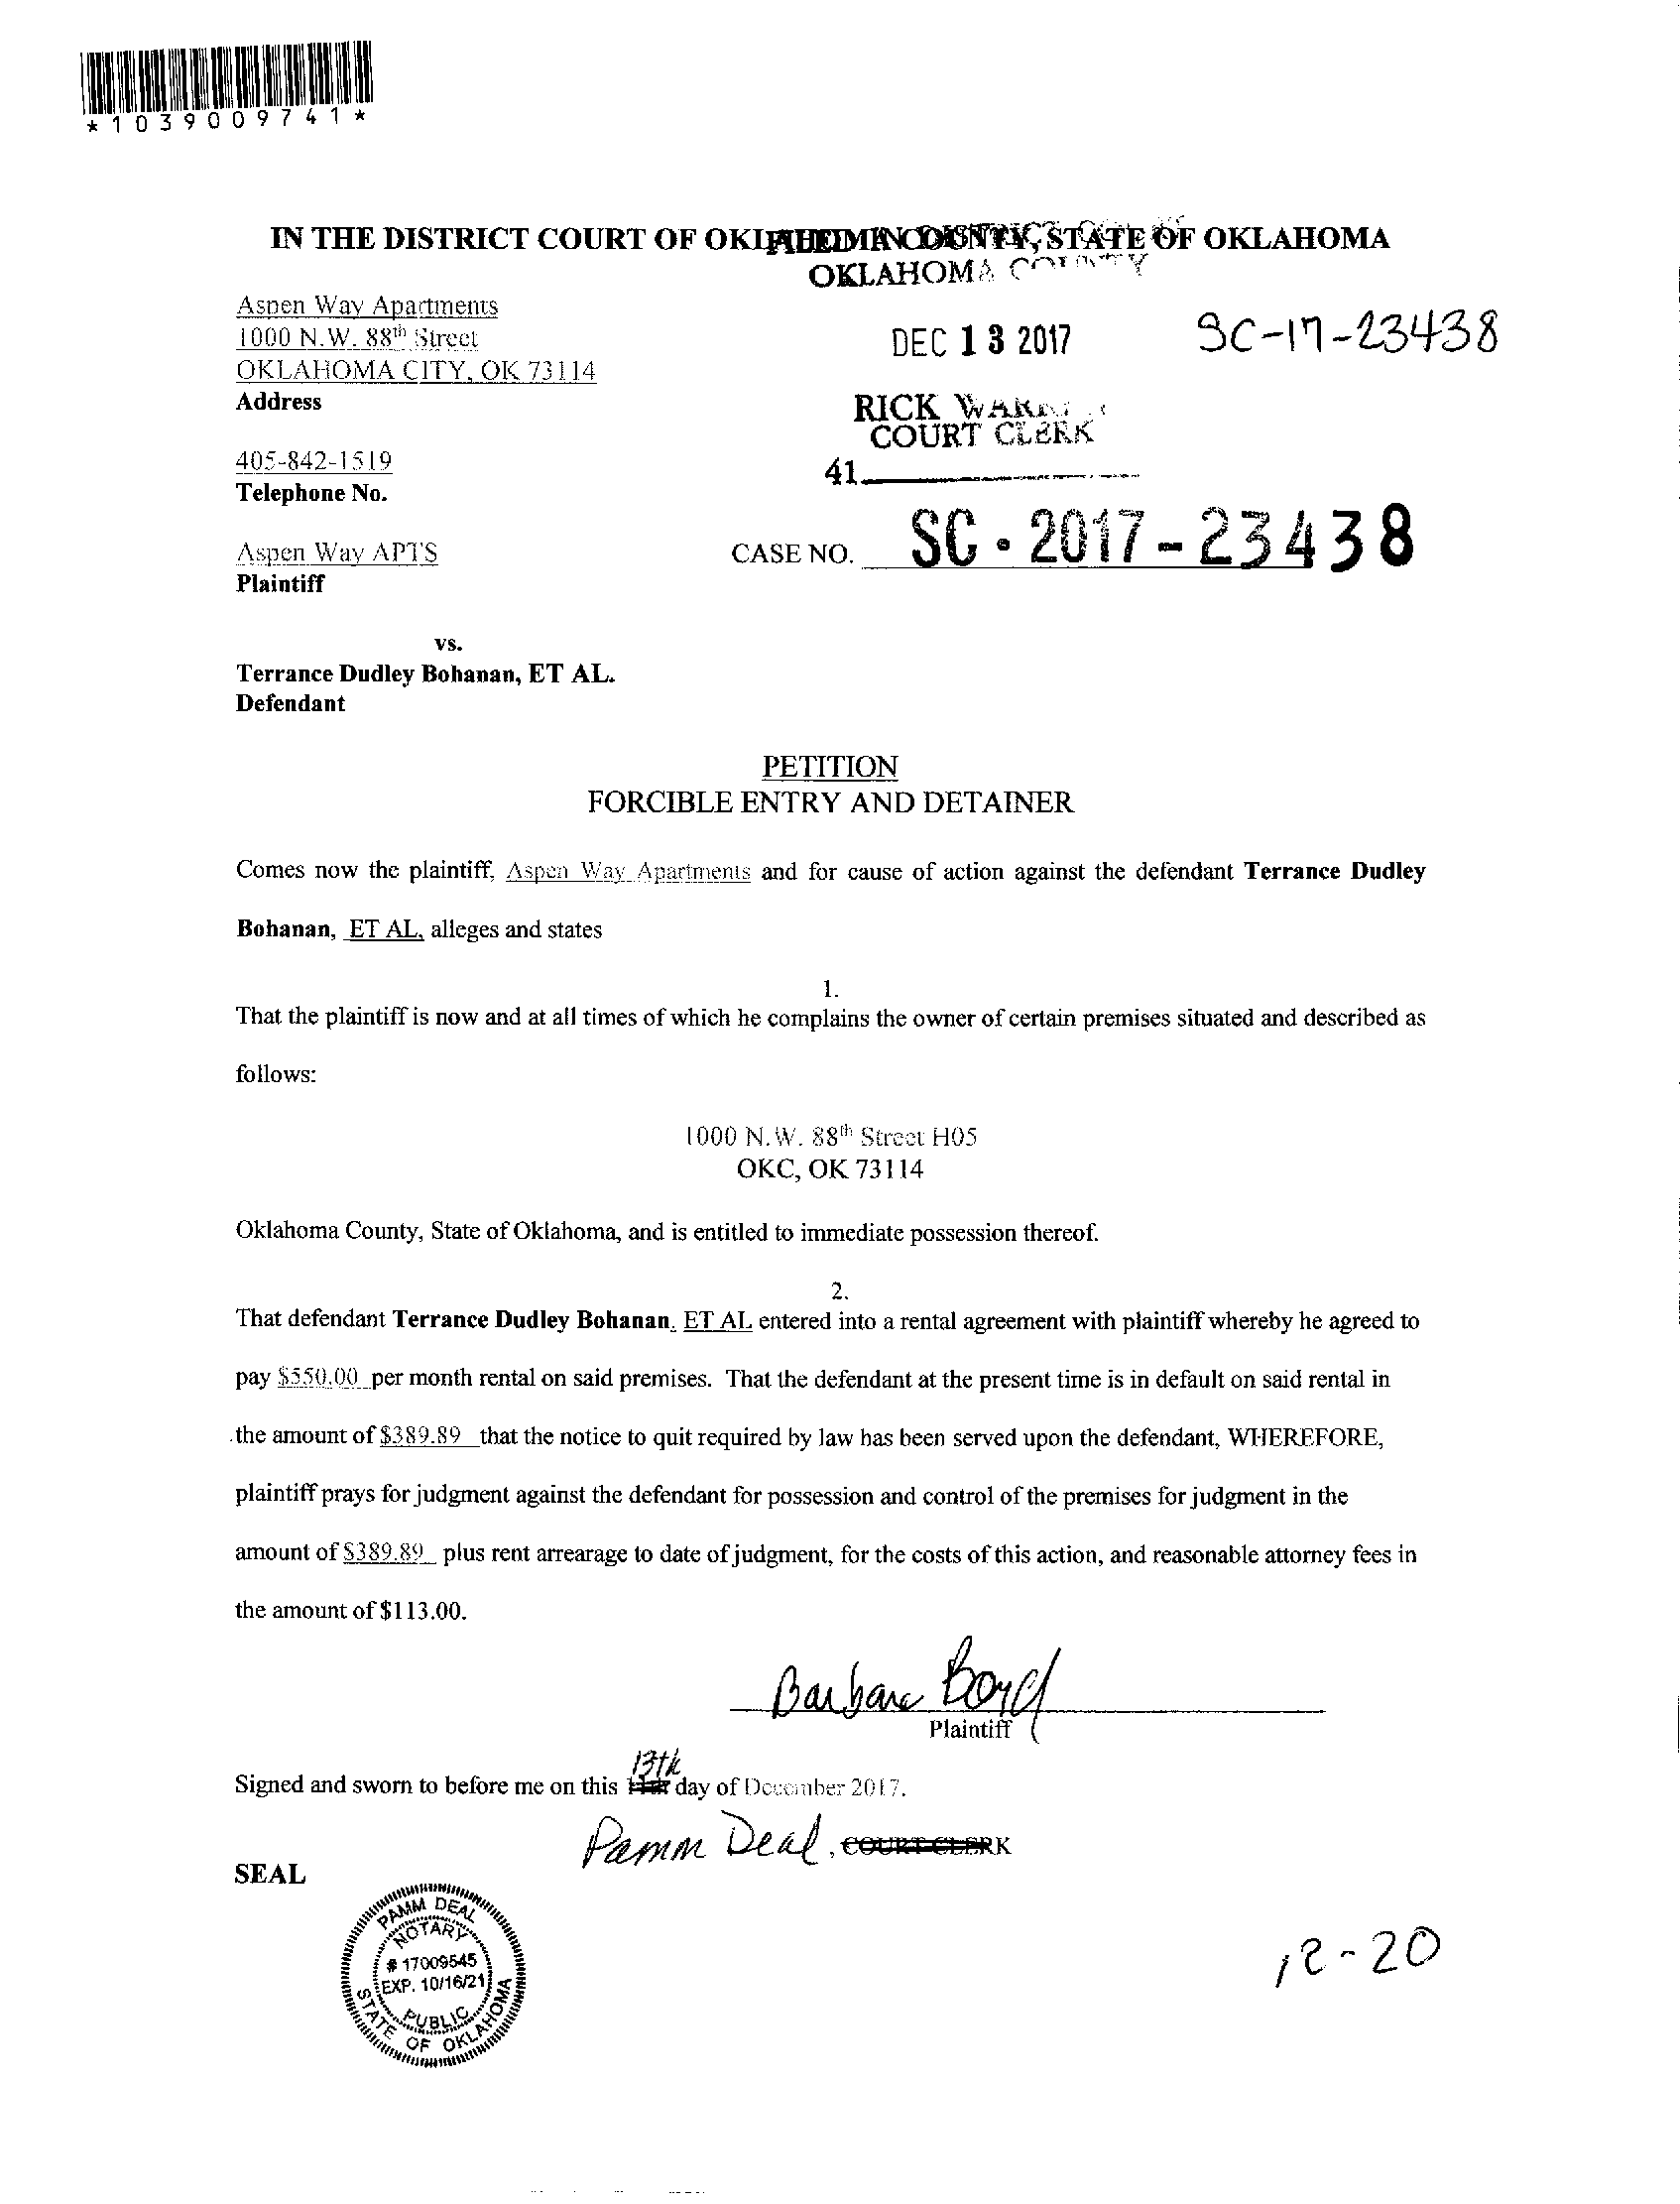 *1039009741*
IN THE DISTRICT COURT OF OKLAHOMA COUNTY, STATE OF OKLAHOMA
FILED IN DISTRICT COURT
OKLAHOMA COUNTY
Aspen Way Apartments
1000 N.W. 88th Street
DEC 13 2017
SC-17-23438
OKLAHOMA CITY, OK 73114
Address
RICK WARREN
COURT CLERK
405-842-1519
41
Telephone No.
Aspen Way APTS
CASE NO. SC-2017-23438
Plaintiff
vs.
Terrance Dudley Bohanan, ET AL.
Defendant
PETITION
FORCIBLE ENTRY AND DETAINER
Comes now the plaintiff, Aspen Way Apartments and for cause of action against the defendant Terrance Dudley
Bohanan, ET AL, alleges and states
1.
That the plaintiff is now and at all times of which he complains the owner of certain premises situated and described as
follows:
1000 N.W. 88th Street H05
OKC, OK 73114
Oklahoma County, State of Oklahoma, and is entitled to immediate possession thereof.
2.
That defendant Terrance Dudley Bohanan, ET AL entered into a rental agreement with plaintiff whereby he agreed to
pay $550.00 per month rental on said premises. That the defendant at the present time is in default on said rental in
the amount of $389.89 that the notice to quit required by law has been served upon the defendant, WHEREFORE,
plaintiff prays for judgment against the defendant for possession and control of the premises for judgment in the
amount of $389.89 plus rent arrearage to date of judgment, for the costs of this action, and reasonable attorney fees in
the amount of $113.00.
Barbara Boyd
Plaintiff
Signed and sworn to before me on this 13th day of December 2017.
Pamm Deal, COURT CLERK
SEAL
PAMM DEAL
NOTARY
# 17009545
EXP. 10/16/21
PUBLIC
STATE OF OKLAHOMA
12-20